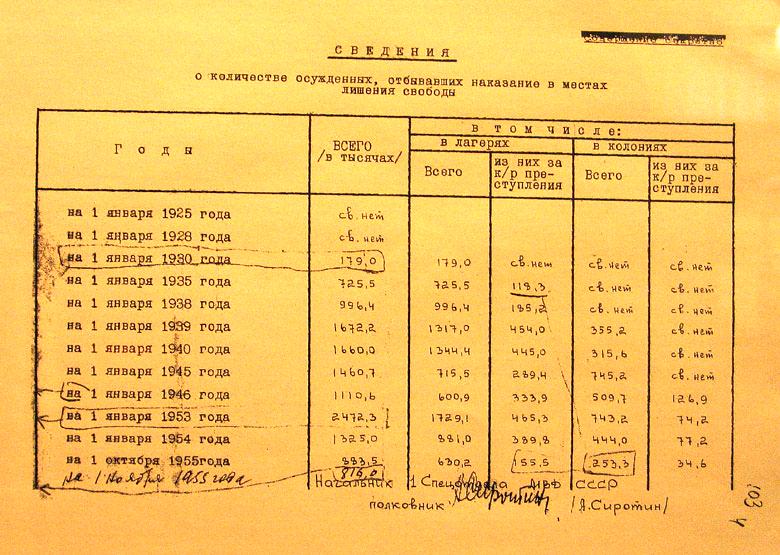 СВЕДЕНИЯ
о количестве осужденных, отбывавших наказание в местах
лишения свободы
Годы
ВСЕГО
/в тысячах/
в том числе:
в лагерях
в колониях
Всего
из них за
к/р пре-
ступления
Всего
из них за
к/р пре-
ступления
на 1 января 1925 года св.нет
на 1 января 1928 года св.нет
на 1 января 1930 года 179,0 179,0 св.нет св.нет св.нет
на 1 января 1935 года 725,5 725,5 118,3 св.нет св.нет
на 1 января 1938 года 996,4 996,4 185,2 св.нет св.нет
на 1 января 1939 года 1672,2 1317,0 454,0 355,2 св.нет
на 1 января 1940 года 1660,0 1344,4 445,0 315,6 св.нет
на 1 января 1945 года 1460,7 715,5 289,4 745,2 св.нет
на 1 января 1946 года 1110,6 600,9 333,9 509,7 126,9
на 1 января 1953 года 2472,3 1729,1 465,3 743,2 74,2
на 1 января 1954 года 1325,0 881,0 389,8 444,0 77,2
на 1 октября 1955года 883,5 630,2 155,5 253,3 34,6
на 1 ноября 1955 года 816,0
Начальник 1 Спецотдела МВД СССР
полковник /А.Сиротин/
103
4